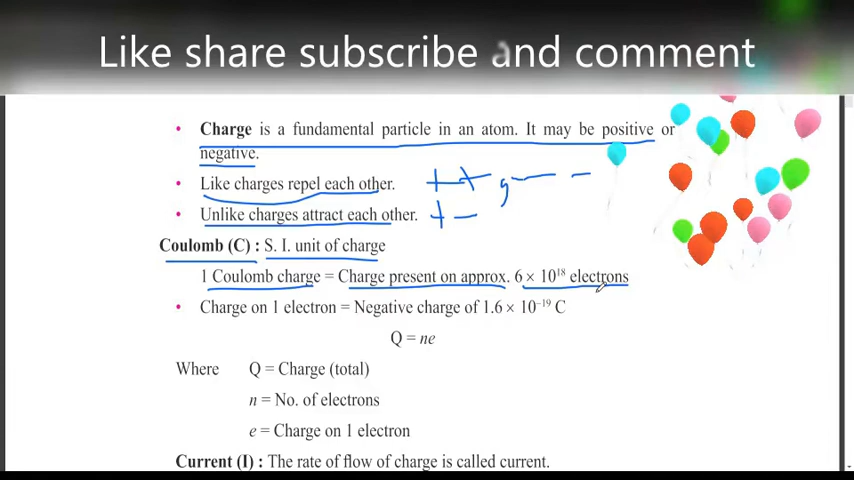 Like share subscribe and comment
• Charge is a fundamental particle in an atom. It may be positive or
negative.
• Like charges repel each other. + + g — –
• Unlike charges attract each other. + –
Coulomb (C) : S. I. unit of charge
1 Coulomb charge = Charge present on approx. 6 × 10¹⁸ electrons
• Charge on 1 electron = Negative charge of 1.6 × 10⁻¹⁹ C
Q = ne
Where Q = Charge (total)
n = No. of electrons
e = Charge on 1 electron
Current (I) : The rate of flow of charge is called current.